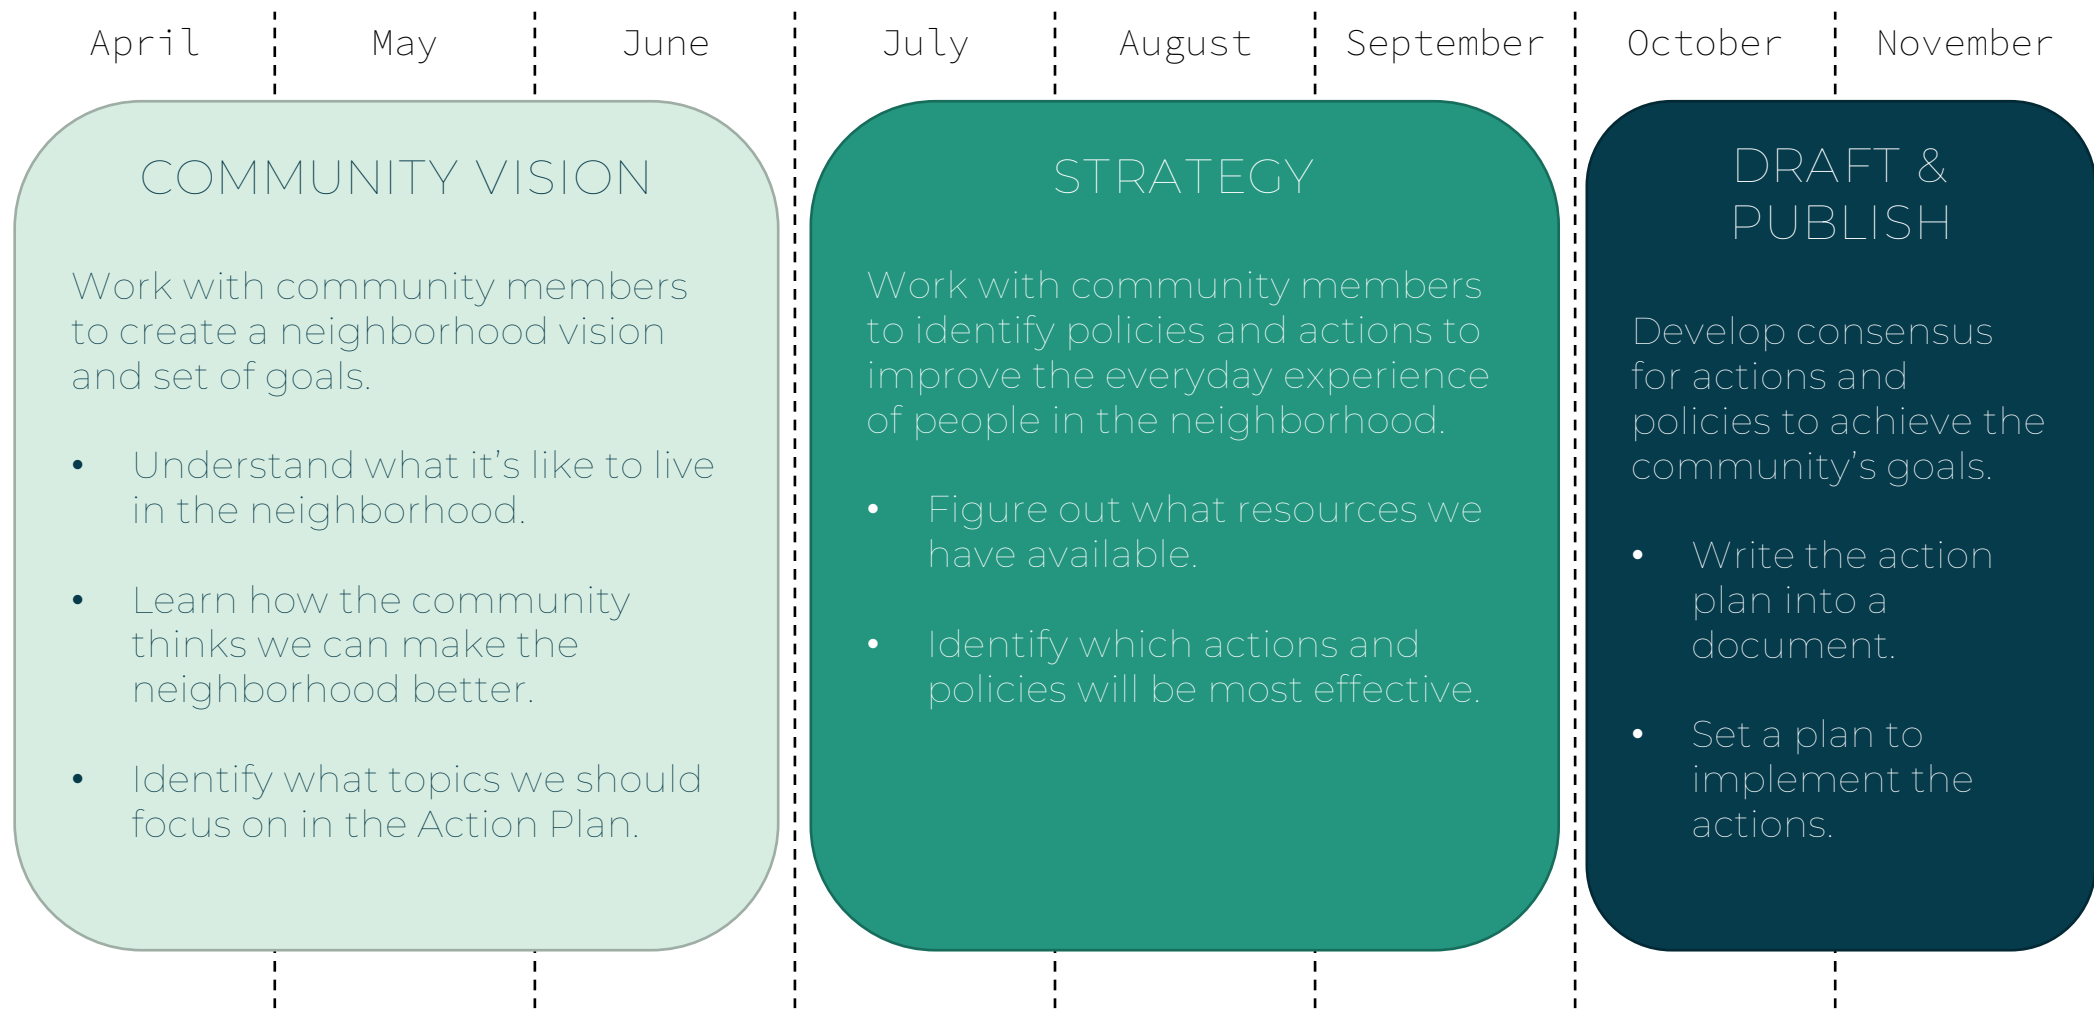 April May June July August September October November
COMMUNITY VISION
Work with community members
to create a neighborhood vision
and set of goals.
• Understand what it’s like to live
in the neighborhood.
• Learn how the community
thinks we can make the
neighborhood better.
• Identify what topics we should
focus on in the Action Plan.
STRATEGY
Work with community members
to identify policies and actions to
improve the everyday experience
of people in the neighborhood.
• Figure out what resources we
have available.
• Identify which actions and
policies will be most effective.
DRAFT &
PUBLISH
Develop consensus
for actions and
policies to achieve the
community’s goals.
• Write the action
plan into a
document.
• Set a plan to
implement the
actions.